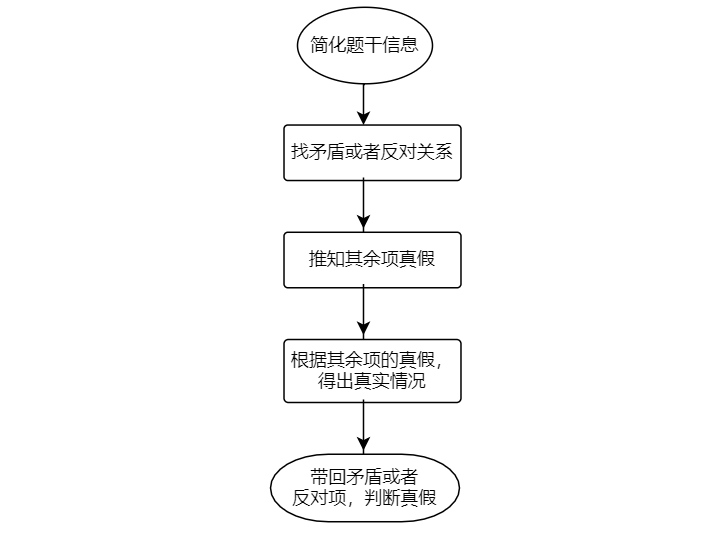 简化题干信息
找矛盾或者反对关系
推知其余项真假
根据其余项的真假，
得出真实情况
带回矛盾或者
反对项，判断真假